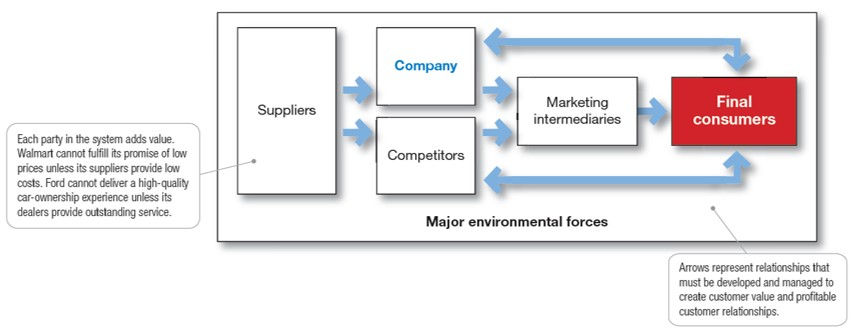 Suppliers
Company
Competitors
Marketing
intermediaries
Final
consumers
Major environmental forces
Each party in the system adds value.
Walmart cannot fulfill its promise of low
prices unless its suppliers provide low
costs. Ford cannot deliver a high-quality
car-ownership experience unless its
dealers provide outstanding service.
Arrows represent relationships that
must be developed and managed to
create customer value and profitable
customer relationships.